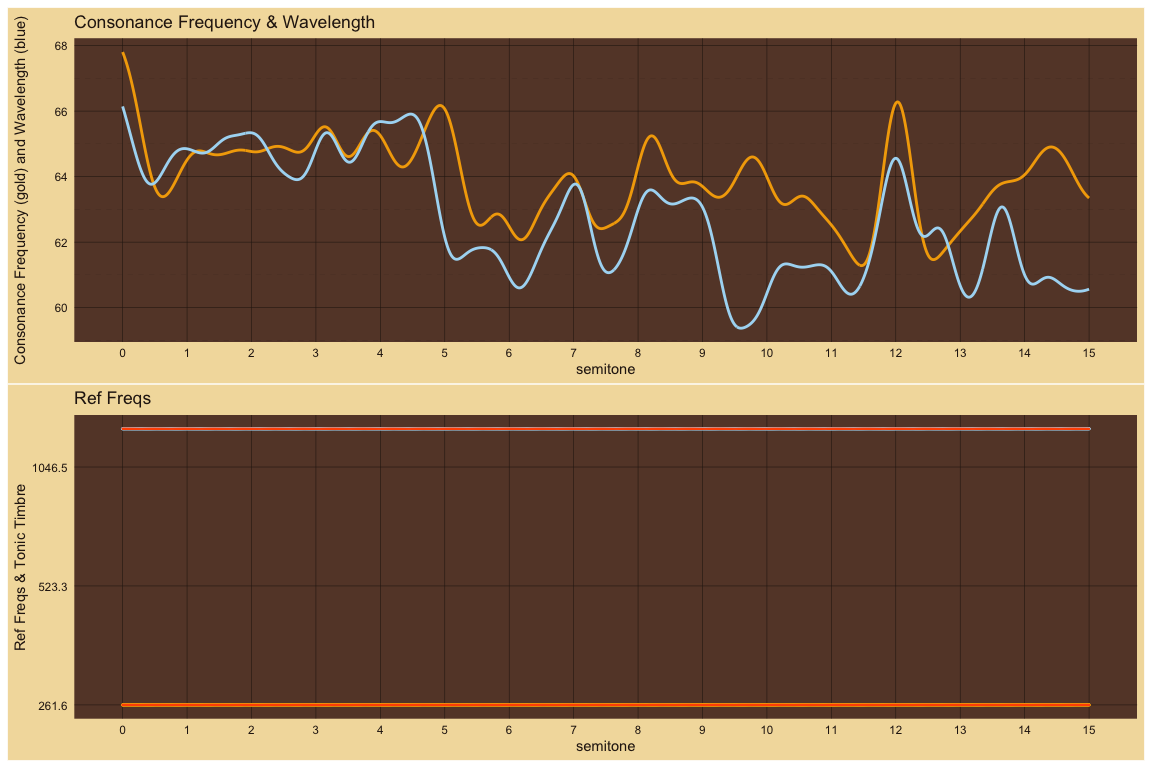 Consonance Frequency & Wavelength
Consonance Frequency (gold) and Wavelength (blue)
68
66
64
62
60
0 1 2 3 4 5 6 7 8 9 10 11 12 13 14 15
semitone
Ref Freqs
Ref Freqs & Tonic Timbre
1046.5
523.3
261.6
0 1 2 3 4 5 6 7 8 9 10 11 12 13 14 15
semitone